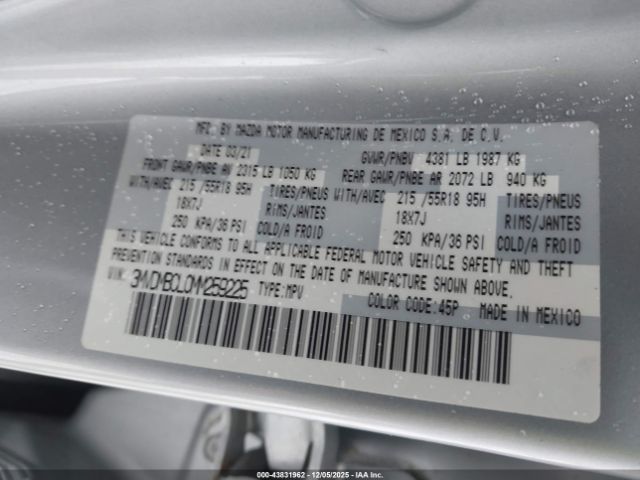 MFD. BY MAZDA MOTOR MANUFACTURING DE MEXICO S.A. DE C.V.
DATE 03/21 GVWR/PNBV 4381 LB 1987 KG
FRONT GAWR/PNBE AV 2315 LB 1050 KG REAR GAWR/PNBE AR 2072 LB 940 KG
WITH/AVEC 215/55R18 95H TIRES/PNEUS WITH/AVEC 215/55R18 95H TIRES/PNEUS
18X7J RIMS/JANTES 18X7J RIMS/JANTES
250 KPA/36 PSI COLD/A FROID 250 KPA/36 PSI COLD/A FROID
THIS VEHICLE CONFORMS TO ALL APPLICABLE FEDERAL MOTOR VEHICLE SAFETY AND THEFT
PREVENTION STANDARDS IN EFFECT ON THE DATE OF MANUFACTURE SHOWN ABOVE.
VIN: 3MVDMBCL0MM259225 TYPE:MPV COLOR CODE:45P MADE IN MEXICO
000-43831962 - 12/05/2025 - IAA Inc.